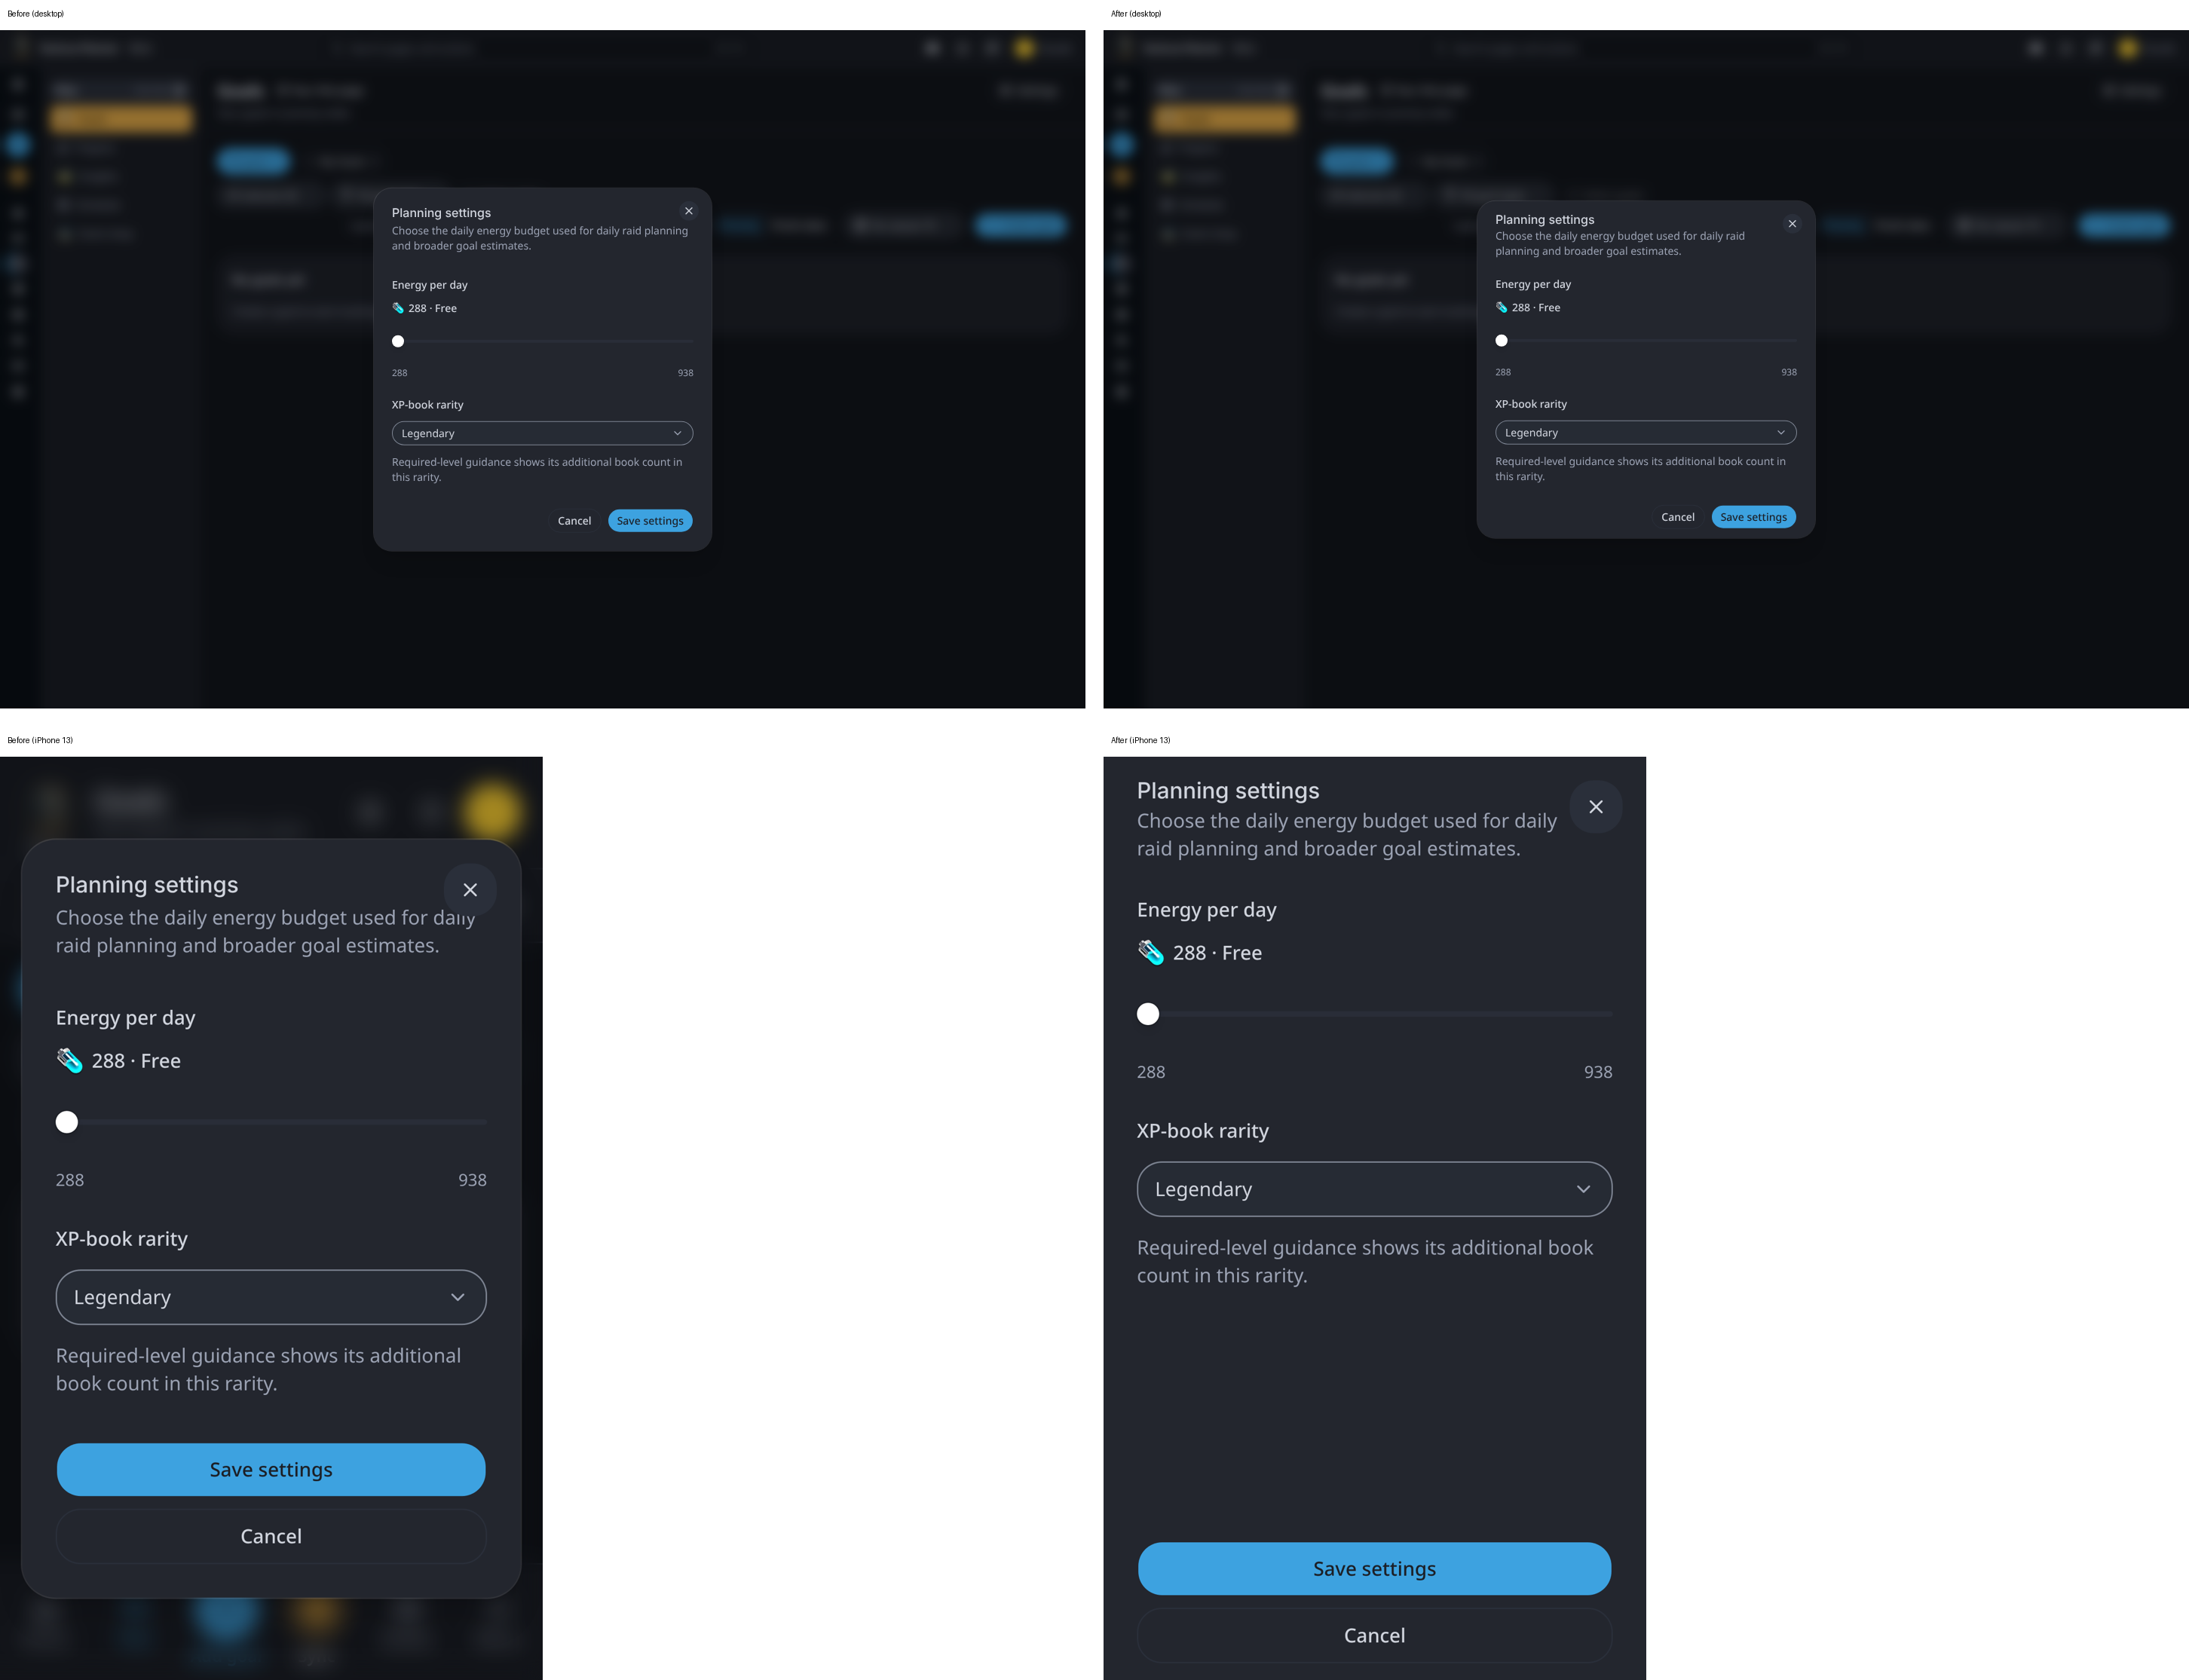 Before (desktop)
After (desktop)
Planning settings
Choose the daily energy budget used for daily raid planning
and broader goal estimates.
Energy per day
288 · Free
288
938
XP-book rarity
Legendary
Required-level guidance shows its additional book count in
this rarity.
Cancel
Save settings
Planning settings
Choose the daily energy budget used for daily raid
planning and broader goal estimates.
Energy per day
288 · Free
288
938
XP-book rarity
Legendary
Required-level guidance shows its additional book count in
this rarity.
Cancel
Save settings
Before (iPhone 13)
After (iPhone 13)
Planning settings
Choose the daily energy budget used for daily
raid planning and broader goal estimates.
Energy per day
288 · Free
288
938
XP-book rarity
Legendary
Required-level guidance shows its additional
book count in this rarity.
Save settings
Cancel
Planning settings
Choose the daily energy budget used for daily
raid planning and broader goal estimates.
Energy per day
288 · Free
288
938
XP-book rarity
Legendary
Required-level guidance shows its additional book
count in this rarity.
Save settings
Cancel